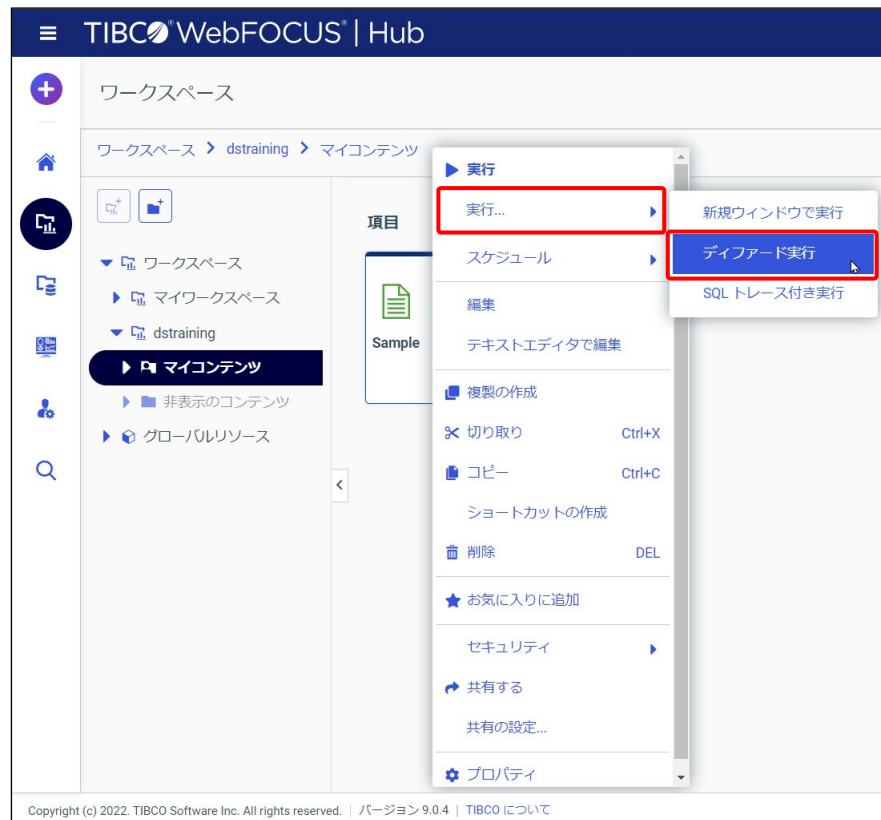 TIBCO® WebFOCUS® | Hub
ワークスペース
ワークスペース > dstraining > マイコンテンツ
ワークスペース
マイワークスペース
dstraining
マイコンテンツ
非表示のコンテンツ
グローバルリソース
項目
Sample
実行
実行...
スケジュール
編集
テキストエディタで編集
複製の作成
切り取り Ctrl+X
コピー Ctrl+C
ショートカットの作成
削除 DEL
お気に入りに追加
セキュリティ
共有する
共有の設定...
プロパティ
新規ウィンドウで実行
ディファード実行
SQL トレース付き実行
Copyright (c) 2022. TIBCO Software Inc. All rights reserved. | バージョン 9.0.4 | TIBCO について